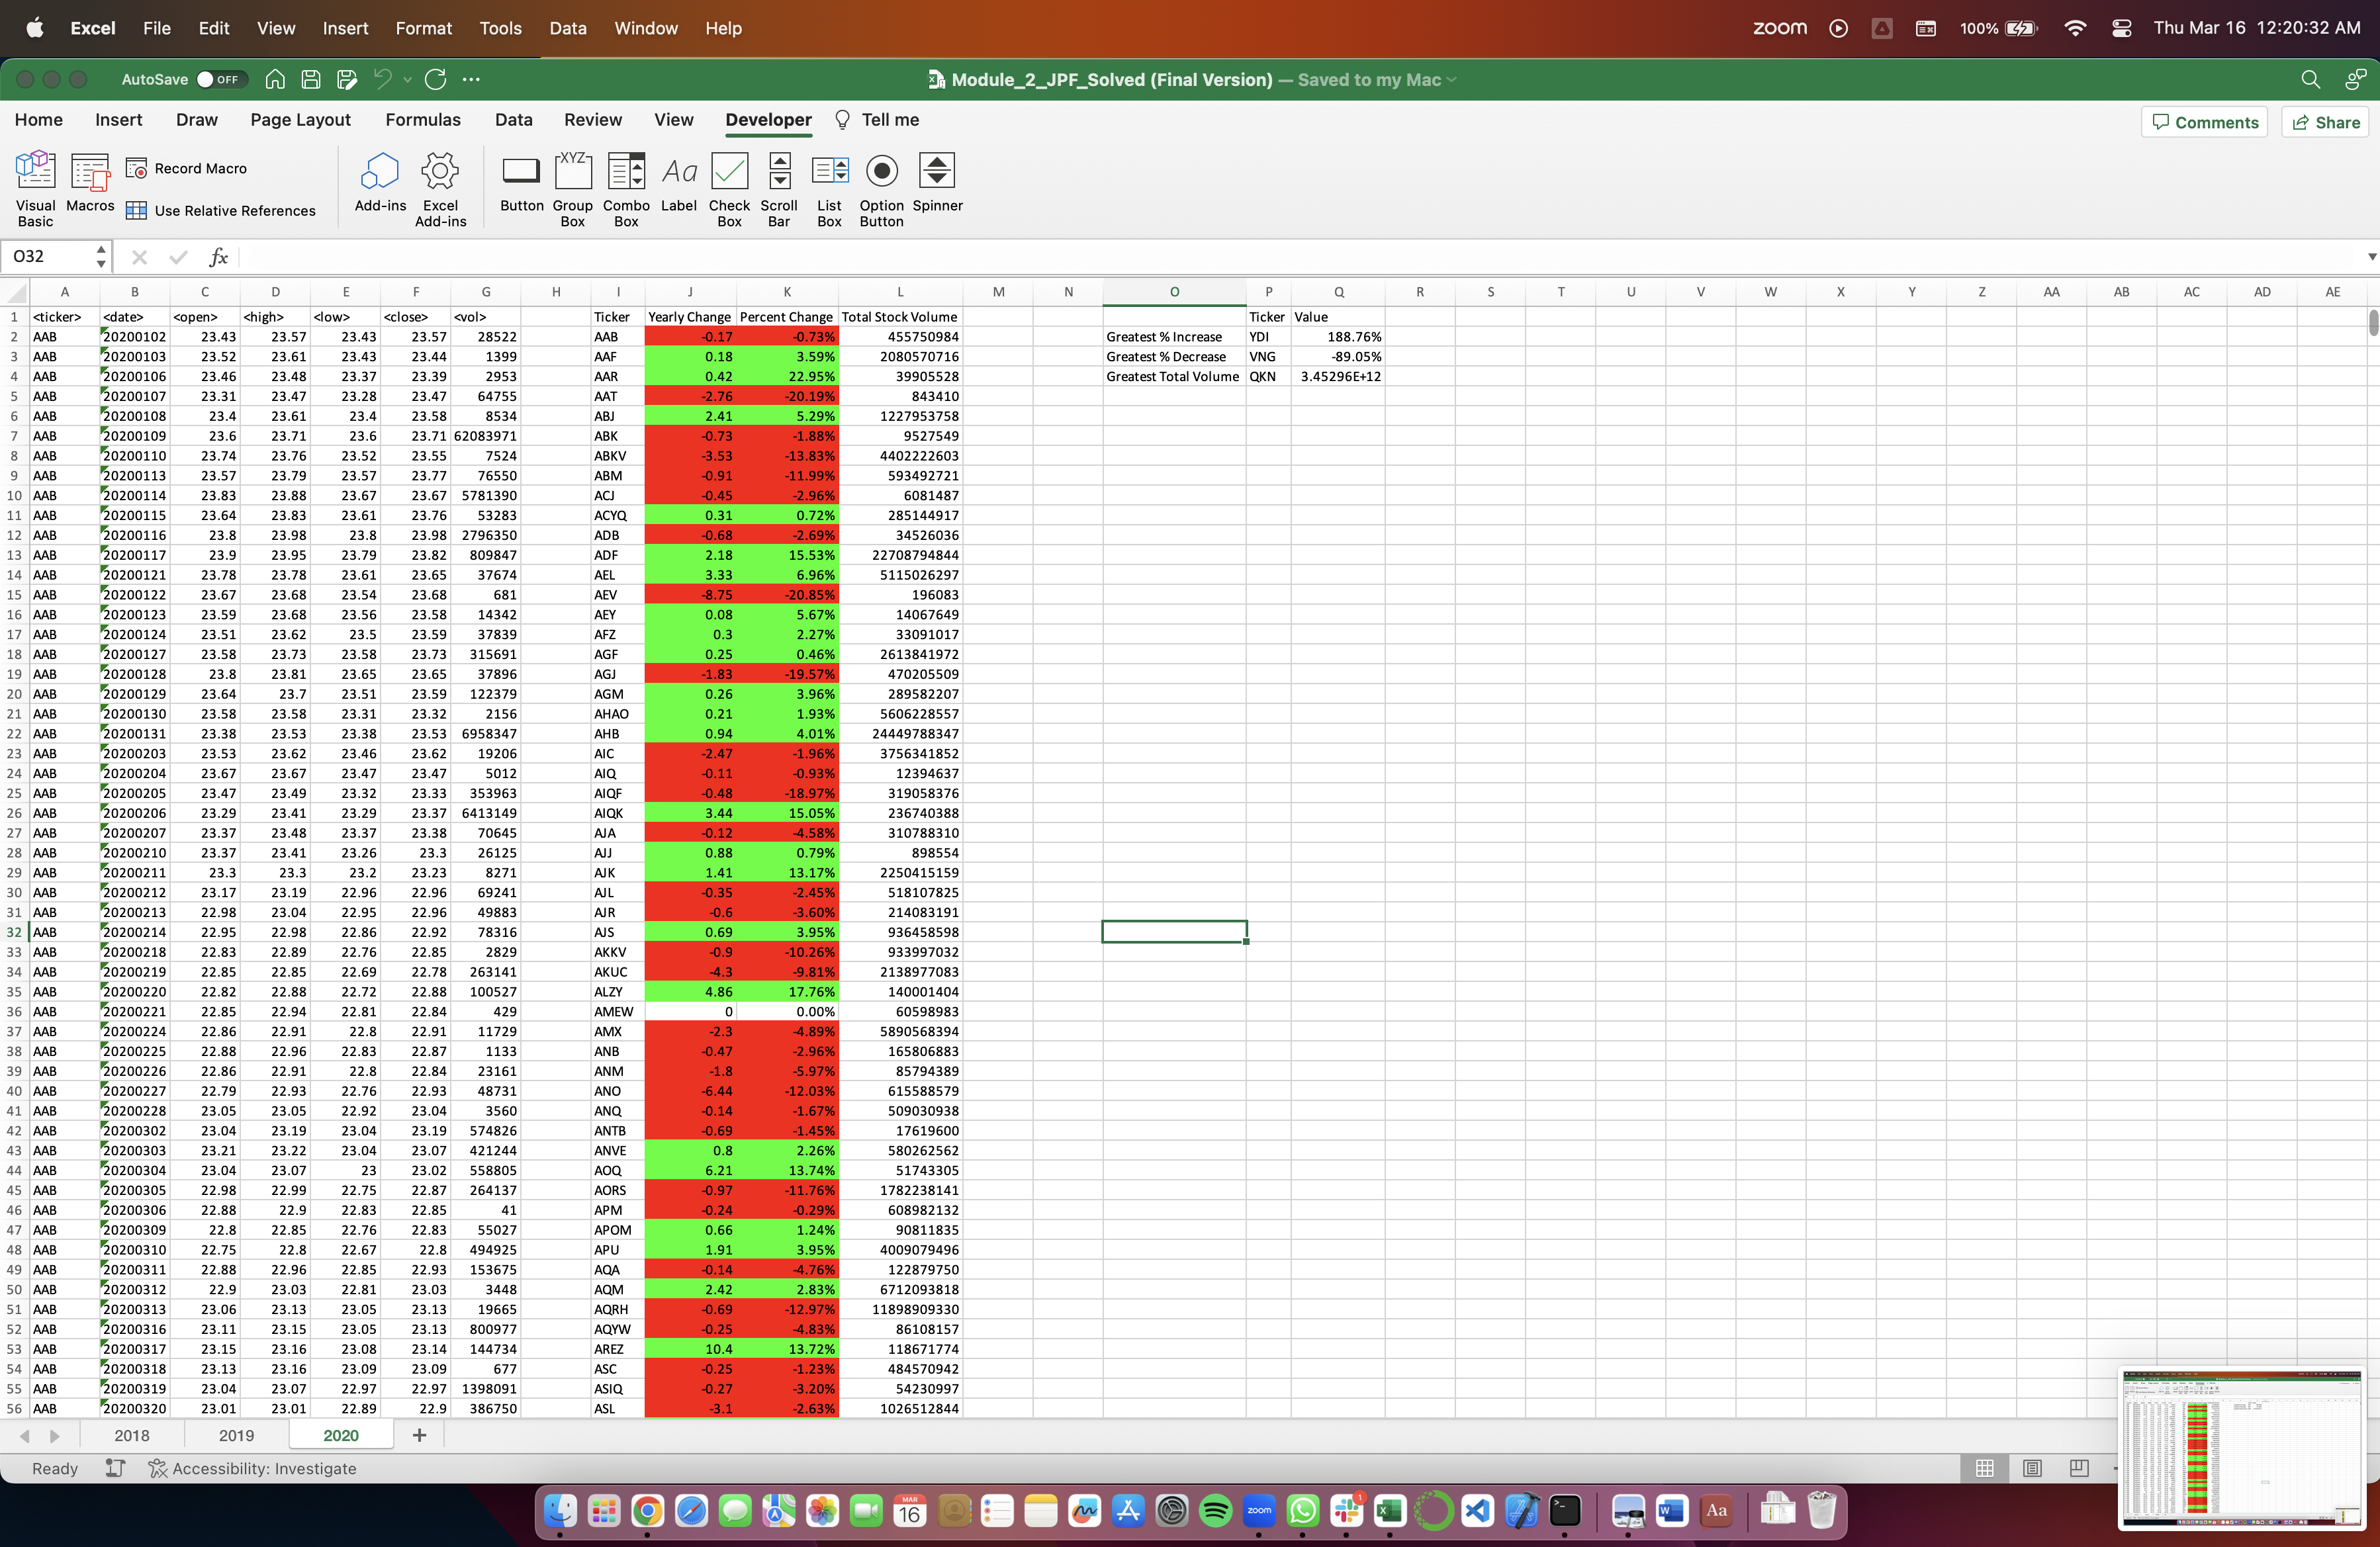 Excel File Edit View Insert Format Tools Data Window Help zoom 100% Thu Mar 16 12:20:32 AM
AutoSave OFF Module_2_JPF_Solved (Final Version) — Saved to my Mac
Home Insert Draw Page Layout Formulas Data Review View Developer Tell me Comments Share
Visual Basic Macros Record Macro Use Relative References Add-ins Excel Add-ins Button Group Box Combo Box Label Check Box Scroll Bar List Box Option Button Spinner
O32 fx
A B C D E F G H I J K L M N O P Q R S T U V W X Y Z AA AB AC AD AE
1 <ticker> <date> <open> <high> <low> <close> <vol> Ticker Yearly Change Percent Change Total Stock Volume Ticker Value
2 AAB 20200102 23.43 23.57 23.43 23.57 28522 AAB -0.17 -0.73% 455750984 Greatest % Increase YDI 188.76%
3 AAB 20200103 23.52 23.61 23.43 23.44 1399 AAF 0.18 3.59% 2080570716 Greatest % Decrease VNG -89.05%
4 AAB 20200106 23.46 23.48 23.37 23.39 2953 AAR 0.42 22.95% 39905528 Greatest Total Volume QKN 3.45296E+12
5 AAB 20200107 23.31 23.47 23.28 23.47 64755 AAT -2.76 -20.19% 843410
6 AAB 20200108 23.4 23.61 23.4 23.58 8534 ABJ 2.41 5.29% 1227953758
7 AAB 20200109 23.6 23.71 23.6 23.71 62083971 ABK -0.73 -1.88% 9527549
8 AAB 20200110 23.74 23.76 23.52 23.55 7524 ABKV -3.53 -13.83% 4402222603
9 AAB 20200113 23.57 23.79 23.57 23.77 76550 ABM -0.91 -11.99% 593492721
10 AAB 20200114 23.83 23.88 23.67 23.67 5781390 ACJ -0.45 -2.96% 6081487
11 AAB 20200115 23.64 23.83 23.61 23.76 53283 ACYQ 0.31 0.72% 285144917
12 AAB 20200116 23.8 23.98 23.8 23.98 2796350 ADB -0.68 -2.69% 34526036
13 AAB 20200117 23.9 23.95 23.79 23.82 809847 ADF 2.18 15.53% 22708794844
14 AAB 20200121 23.78 23.78 23.61 23.65 37674 AEL 3.33 6.96% 5115026297
15 AAB 20200122 23.67 23.68 23.54 23.68 681 AEV -8.75 -20.85% 196083
16 AAB 20200123 23.59 23.68 23.56 23.58 14342 AEY 0.08 5.67% 14067649
17 AAB 20200124 23.51 23.62 23.5 23.59 37839 AFZ 0.3 2.27% 33091017
18 AAB 20200127 23.58 23.73 23.58 23.73 315691 AGF 0.25 0.46% 2613841972
19 AAB 20200128 23.8 23.81 23.65 23.65 37896 AGJ -1.83 -19.57% 470205509
20 AAB 20200129 23.64 23.7 23.51 23.59 122379 AGM 0.26 3.96% 289582207
21 AAB 20200130 23.58 23.58 23.31 23.32 2156 AHAO 0.21 1.93% 5606228557
22 AAB 20200131 23.38 23.53 23.38 23.53 6958347 AHB 0.94 4.01% 24449788347
23 AAB 20200203 23.53 23.62 23.46 23.62 19206 AIC -2.47 -1.96% 3756341852
24 AAB 20200204 23.67 23.67 23.47 23.47 5012 AIQ -0.11 -0.93% 12394637
25 AAB 20200205 23.47 23.49 23.32 23.33 353963 AIQF -0.48 -18.97% 319058376
26 AAB 20200206 23.29 23.41 23.29 23.37 6413149 AIQK 3.44 15.05% 236740388
27 AAB 20200207 23.37 23.48 23.37 23.38 70645 AJA -0.12 -4.58% 310788310
28 AAB 20200210 23.37 23.41 23.26 23.3 26125 AJJ 0.88 0.79% 898554
29 AAB 20200211 23.3 23.3 23.2 23.23 8271 AJK 1.41 13.17% 2250415159
30 AAB 20200212 23.17 23.19 22.96 22.96 69241 AJL -0.35 -2.45% 518107825
31 AAB 20200213 22.98 23.04 22.95 22.96 49883 AJR -0.6 -3.60% 214083191
32 AAB 20200214 22.95 22.98 22.86 22.92 78316 AJS 0.69 3.95% 936458598
33 AAB 20200218 22.83 22.89 22.76 22.85 2829 AKKV -0.9 -10.26% 933997032
34 AAB 20200219 22.85 22.85 22.69 22.78 263141 AKUC -4.3 -9.81% 2138977083
35 AAB 20200220 22.82 22.88 22.72 22.88 100527 ALZY 4.86 17.76% 140001404
36 AAB 20200221 22.85 22.94 22.81 22.84 429 AMEW 0 0.00% 60598983
37 AAB 20200224 22.86 22.91 22.8 22.91 11729 AMX -2.3 -4.89% 5890568394
38 AAB 20200225 22.88 22.96 22.83 22.87 1133 ANB -0.47 -2.96% 165806883
39 AAB 20200226 22.86 22.91 22.8 22.84 23161 ANM -1.8 -5.97% 85794389
40 AAB 20200227 22.79 22.93 22.76 22.93 48731 ANO -6.44 -12.03% 615588579
41 AAB 20200228 23.05 23.05 22.92 23.04 3560 ANQ -0.14 -1.67% 509030938
42 AAB 20200302 23.04 23.19 23.04 23.19 574826 ANTB -0.69 -1.45% 17619600
43 AAB 20200303 23.21 23.22 23.04 23.07 421244 ANVE 0.8 2.26% 580262562
44 AAB 20200304 23.04 23.07 23 23.02 558805 AOQ 6.21 13.74% 51743305
45 AAB 20200305 22.98 22.99 22.75 22.87 264137 AORS -0.97 -11.76% 1782238141
46 AAB 20200306 22.88 22.9 22.83 22.85 41 APM -0.24 -0.29% 608982132
47 AAB 20200309 22.8 22.85 22.76 22.83 55027 APOM 0.66 1.24% 90811835
48 AAB 20200310 22.75 22.8 22.67 22.8 494925 APU 1.91 3.95% 4009079496
49 AAB 20200311 22.88 22.96 22.85 22.93 153675 AQA -0.14 -4.76% 122879750
50 AAB 20200312 22.9 23.03 22.81 23.03 3448 AQM 2.42 2.83% 6712093818
51 AAB 20200313 23.06 23.13 23.05 23.13 19665 AQRH -0.69 -12.97% 11898909330
52 AAB 20200316 23.11 23.15 23.05 23.13 800977 AQYW -0.25 -4.83% 86108157
53 AAB 20200317 23.15 23.16 23.08 23.14 144734 AREZ 10.4 13.72% 118671774
54 AAB 20200318 23.13 23.16 23.09 23.09 677 ASC -0.25 -1.23% 484570942
55 AAB 20200319 23.04 23.07 22.97 22.97 1398091 ASIQ -0.27 -3.20% 54230997
56 AAB 20200320 23.01 23.01 22.89 22.9 386750 ASL -3.1 -2.63% 1026512844
2018 2019 2020
Ready Accessibility: Investigate
MAR 16 zoom 1 Aa